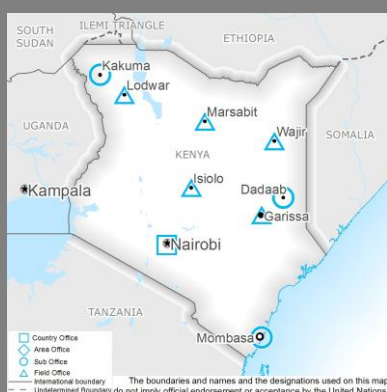 ILEMI TRIANGLE
SOUTH
SUDAN
ETHIOPIA
Kakuma
Lodwar
Marsabit
UGANDA
Wajir
SOMALIA
KENYA
Isiolo
Dadaab
Kampala
Garissa
Nairobi
TANZANIA
Mombasa
Country Office
Area Office
Sub Office
Field Office
International boundary
The boundaries and names and the designations used on this map
Undetermined Boundary
do not imply official endorsement or acceptance by the United Nations